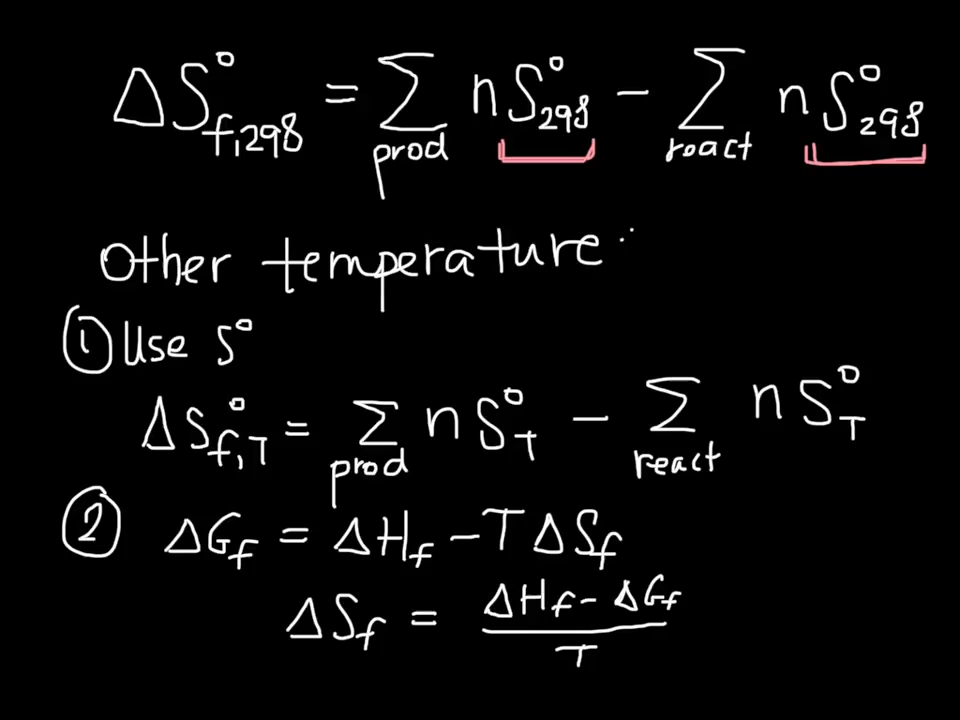 ΔS°f,298 = Σprod nS°298 − Σreact nS°298
Other temperature :
① Use S°
ΔS°f,T = Σprod nS°T − Σreact nS°T
② ΔGf = ΔHf − TΔSf
ΔSf = (ΔHf − ΔGf) / T